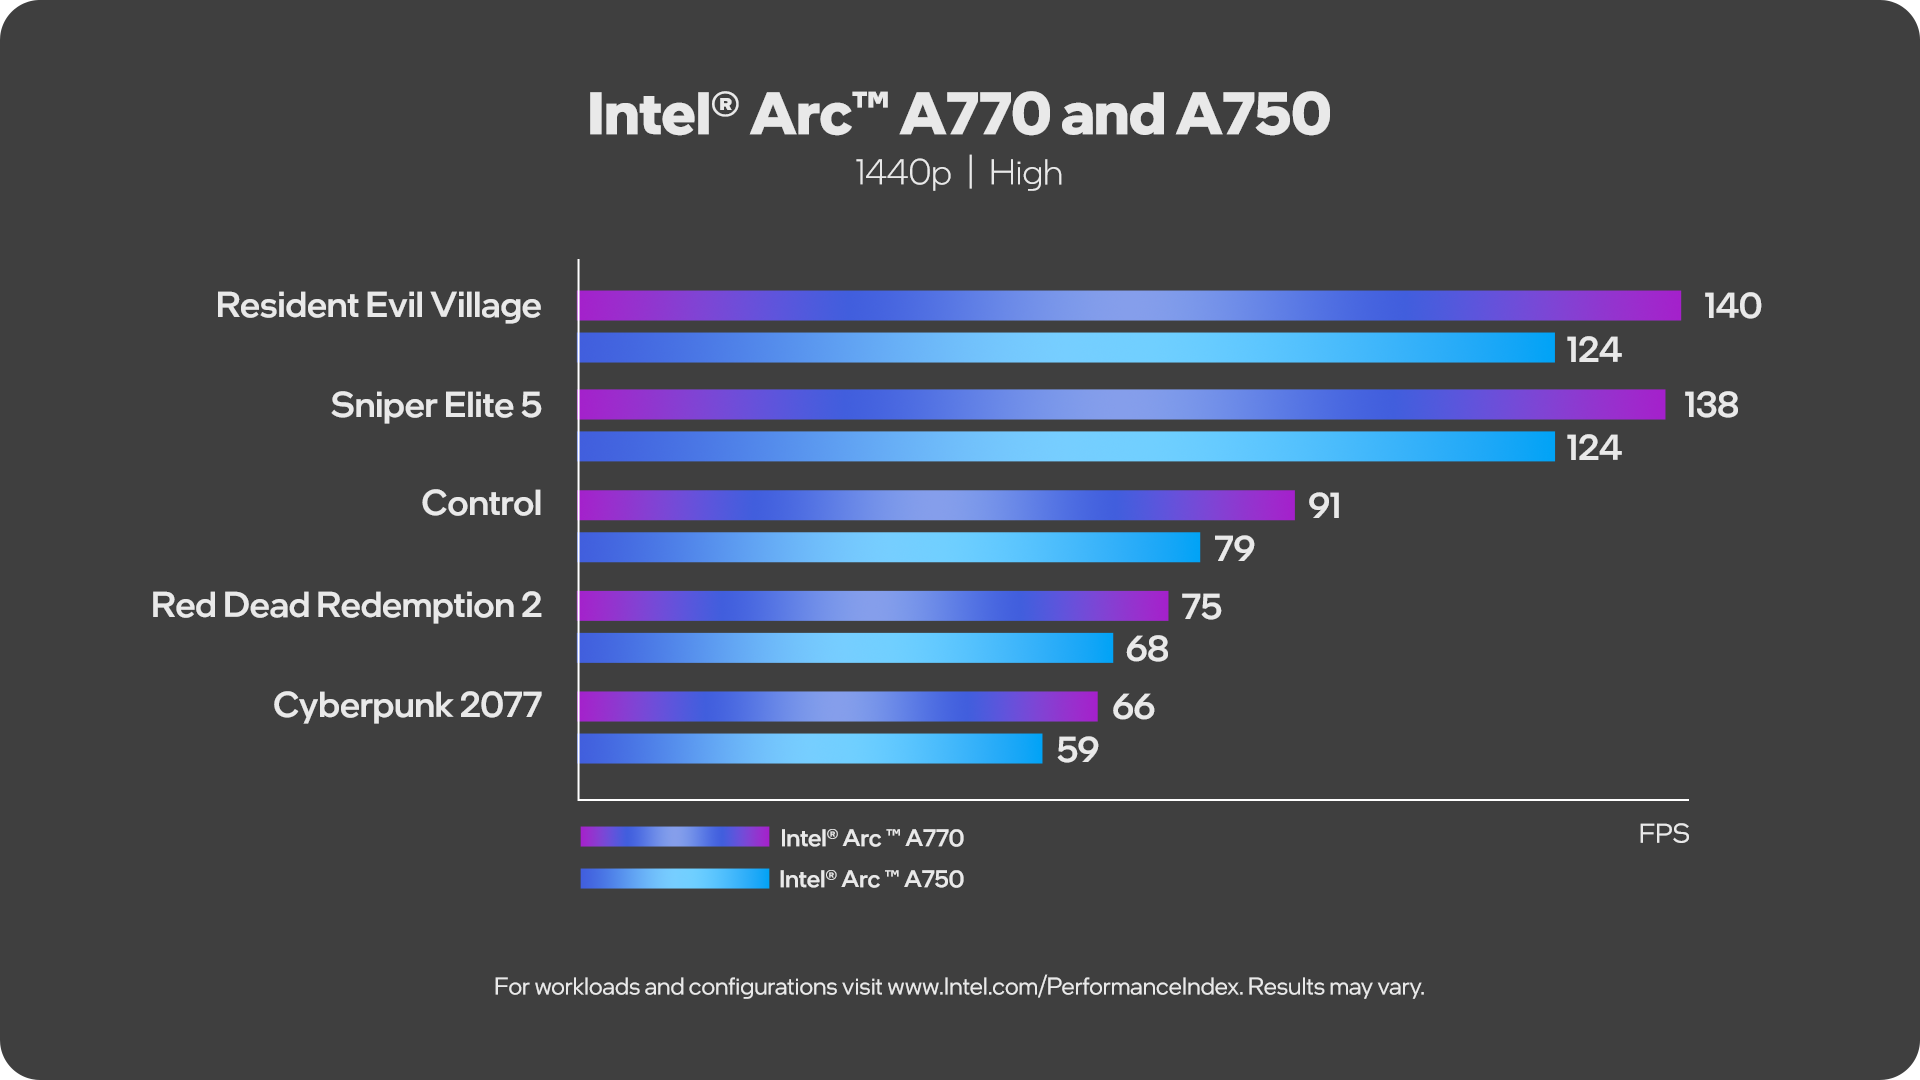 Intel® Arc™ A770 and A750
1440p | High
Resident Evil Village
140
124
Sniper Elite 5
138
124
Control
91
79
Red Dead Redemption 2
75
68
Cyberpunk 2077
66
59
FPS
Intel® Arc ™ A770
Intel® Arc ™ A750
For workloads and configurations visit www.Intel.com/PerformanceIndex. Results may vary.